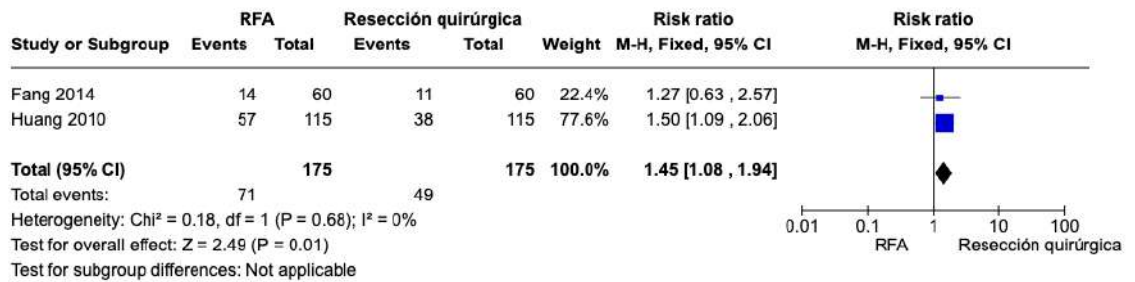 RFA Resección quirúrgica Risk ratio Risk ratio
Study or Subgroup Events Total Events Total Weight M-H, Fixed, 95% CI M-H, Fixed, 95% CI
Fang 2014 14 60 11 60 22.4% 1.27 [0.63 , 2.57]
Huang 2010 57 115 38 115 77.6% 1.50 [1.09 , 2.06]
Total (95% CI) 175 175 100.0% 1.45 [1.08 , 1.94]
Total events: 71 49
Heterogeneity: Chi² = 0.18, df = 1 (P = 0.68); I² = 0%
Test for overall effect: Z = 2.49 (P = 0.01)
Test for subgroup differences: Not applicable
0.01 0.1 1 10 100
RFA Resección quirúrgica